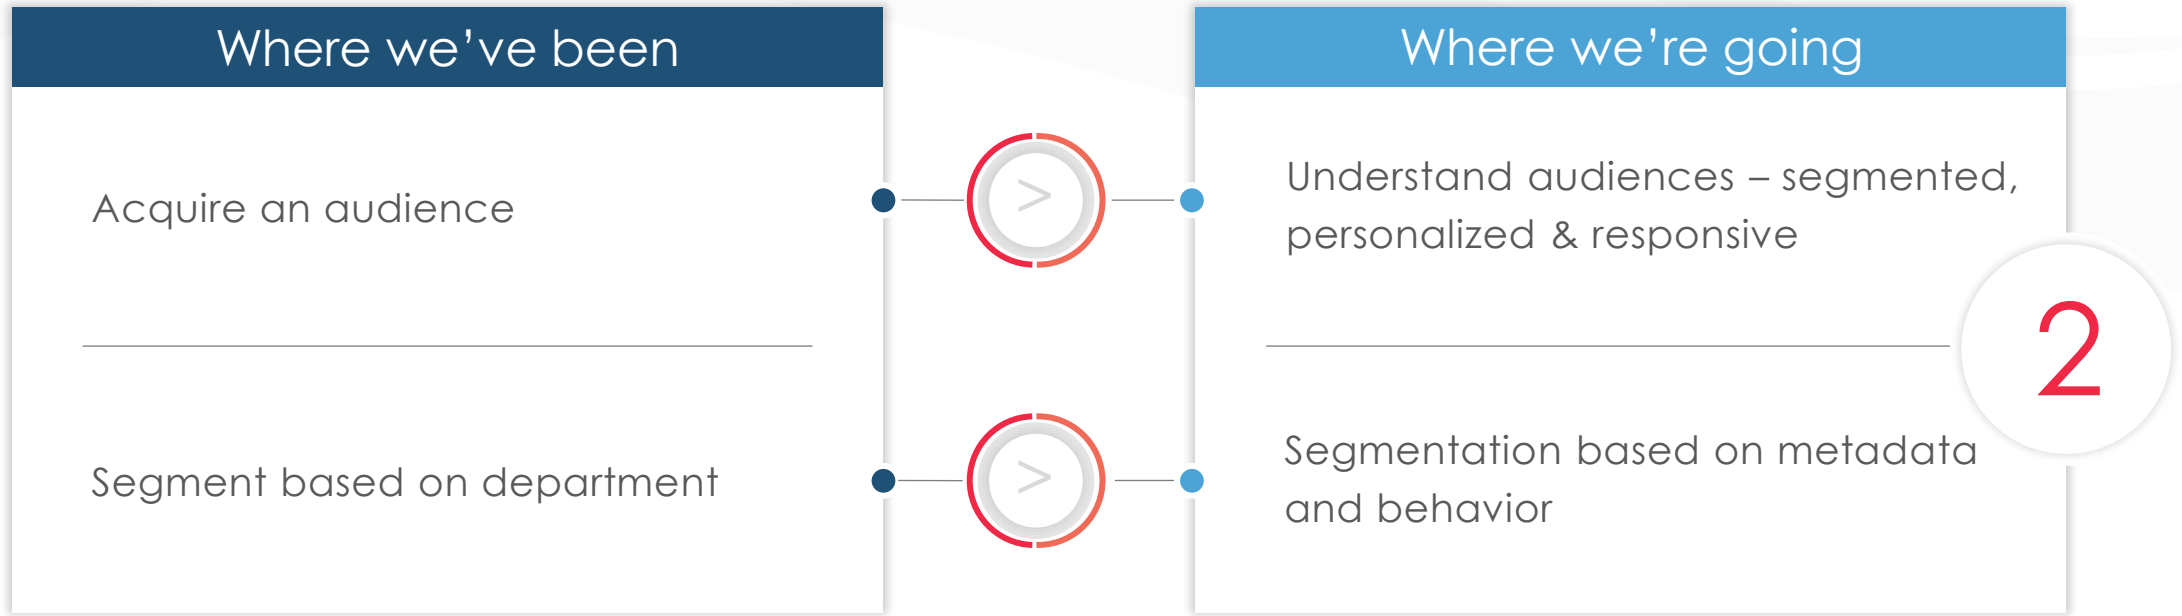 Where we've been
Where we're going
Acquire an audience
>
Understand audiences – segmented,
personalized & responsive
2
Segment based on department
>
Segmentation based on metadata
and behavior